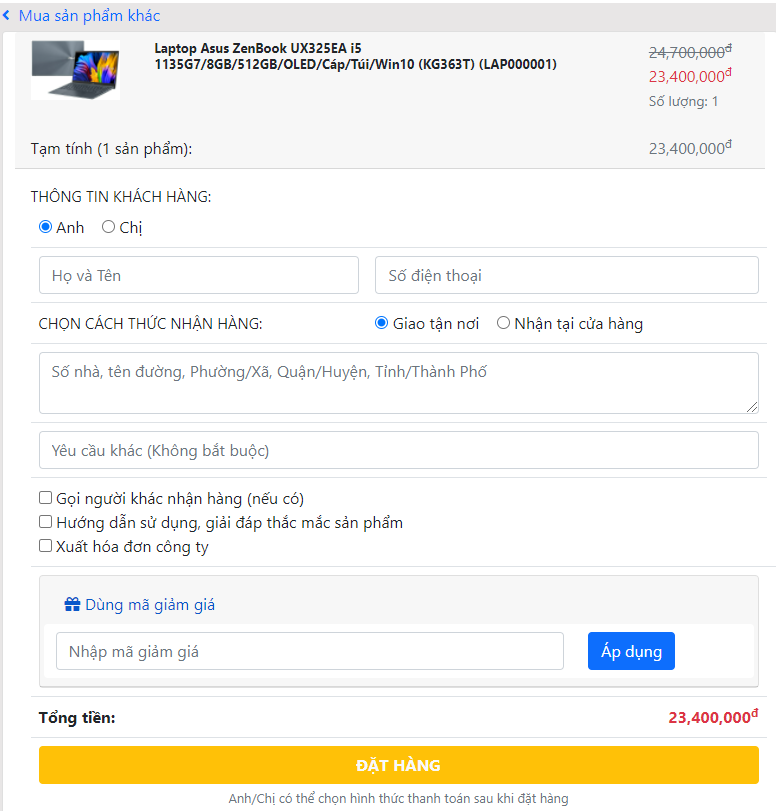 Mua sản phẩm khác
Laptop Asus ZenBook UX325EA i5
1135G7/8GB/512GB/OLED/Cáp/Túi/Win10 (KG363T) (LAP000001)
24,700,000đ
23,400,000đ
Số lượng: 1
Tạm tính (1 sản phẩm): 23,400,000đ
THÔNG TIN KHÁCH HÀNG:
Anh Chị
Họ và Tên Số điện thoại
CHỌN CÁCH THỨC NHẬN HÀNG: Giao tận nơi Nhận tại cửa hàng
Số nhà, tên đường, Phường/Xã, Quận/Huyện, Tỉnh/Thành Phố
Yêu cầu khác (Không bắt buộc)
Gọi người khác nhận hàng (nếu có)
Hướng dẫn sử dụng, giải đáp thắc mắc sản phẩm
Xuất hóa đơn công ty
Dùng mã giảm giá
Nhập mã giảm giá Áp dụng
Tổng tiền: 23,400,000đ
ĐẶT HÀNG
Anh/Chị có thể chọn hình thức thanh toán sau khi đặt hàng